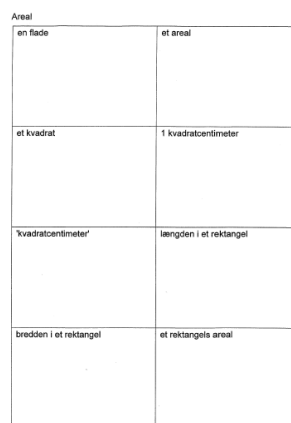 Areal
en flade
et areal
et kvadrat
1 kvadratcentimeter
'kvadratcentimeter'
længden i et rektangel
bredden i et rektangel
et rektangels areal